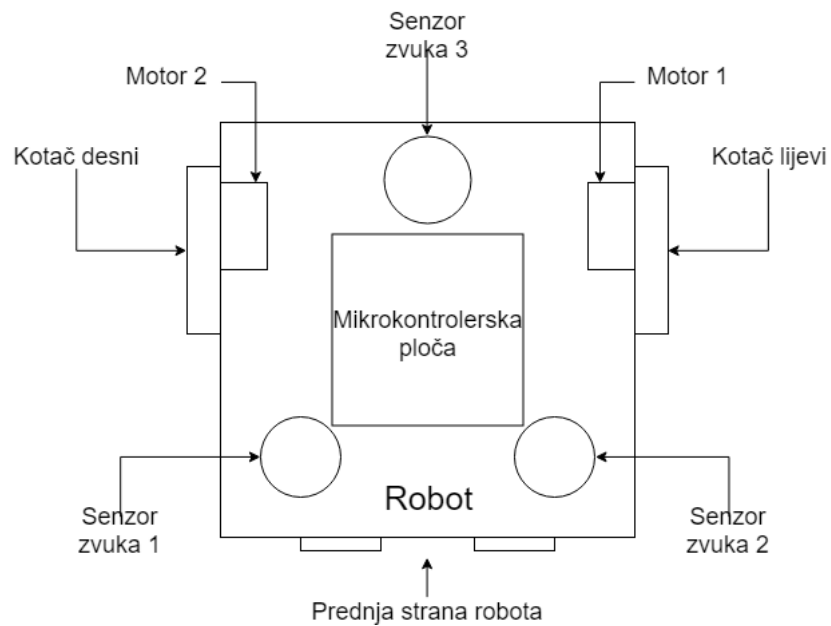 Senzor
zvuka 3
Motor 2
Motor 1
Kotač desni
Kotač lijevi
Mikrokontrolerska
ploča
Robot
Senzor
zvuka 1
Senzor
zvuka 2
Prednja strana robota